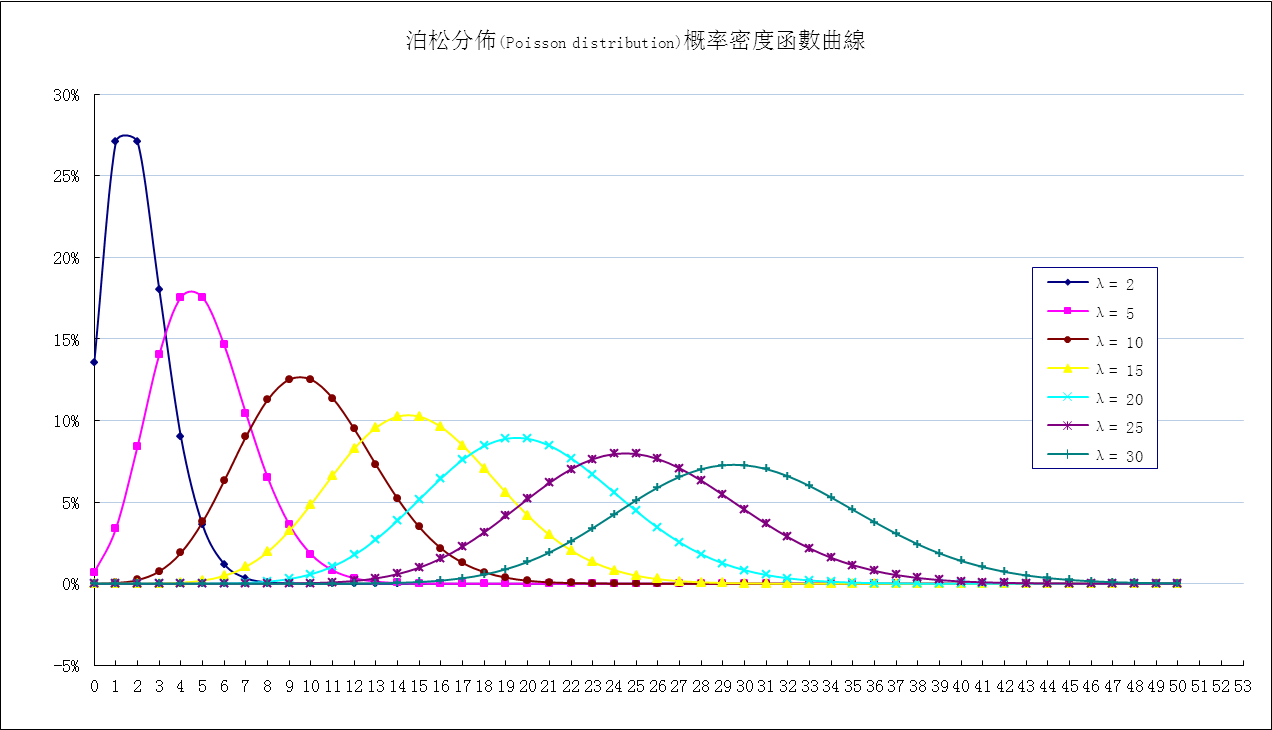 泊松分佈(Poisson distribution)概率密度函數曲線
30%
25%
20%
15%
10%
5%
0%
-5%
λ = 2
λ = 5
λ = 10
λ = 15
λ = 20
λ = 25
λ = 30
0 1 2 3 4 5 6 7 8 9 10 11 12 13 14 15 16 17 18 19 20 21 22 23 24 25 26 27 28 29 30 31 32 33 34 35 36 37 38 39 40 41 42 43 44 45 46 47 48 49 50 51 52 53